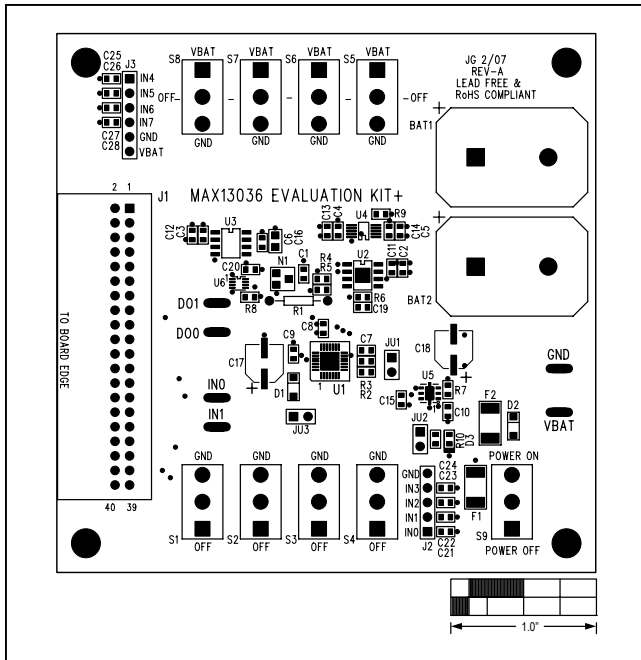 C25
C26
J3
IN4
IN5
IN6
IN7
GND
VBAT
C27
C28
S8
VBAT
S7
VBAT
S6
VBAT
S5
VBAT
OFF
OFF
GND
GND
GND
GND
JG 2/07
REV-A
LEAD FREE &
RoHS COMPLIANT
+
BAT1
+
BAT2
2 1
J1
MAX13036 EVALUATION KIT+
C12
C3
U3
C6
C16
C13
C4
U4
R9
C14
C5
C20
U6
N1
C1
R4
R5
U2
C11
C2
R8
R1
R6
C19
DO1
DO0
TO BOARD EDGE
C17
+
C9
C8
D1
1
U1
C7
R3
R2
JU1
C18
+
GND
VBAT
IN0
IN1
JU3
C15
U5
1
R7
C10
JU2
R10
D3
F2
D2
40 39
GND
GND
GND
GND
S1
S2
S3
S4
OFF
OFF
OFF
OFF
GND
IN3
IN2
IN1
IN0
J2
C24
C23
C22
C21
F1
POWER ON
S9
POWER OFF
1.0"